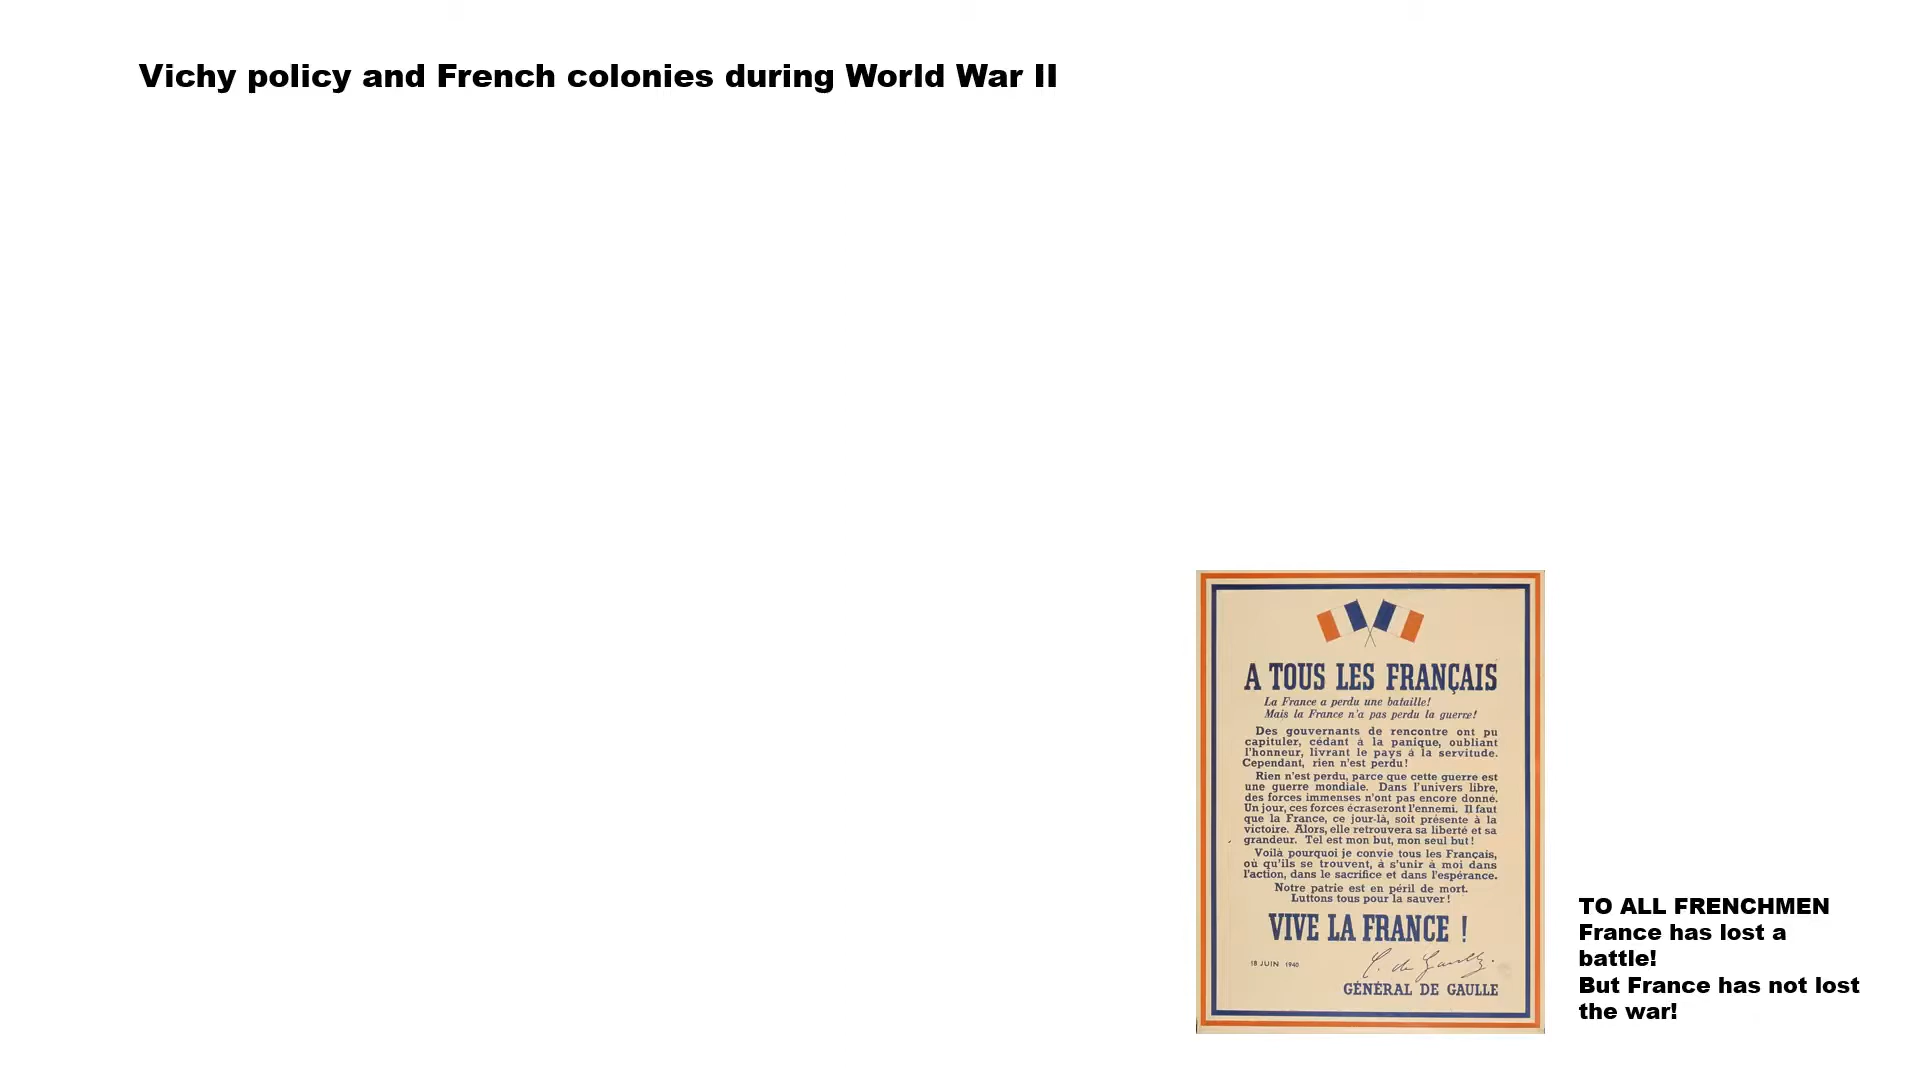 Vichy policy and French colonies during World War II
A TOUS LES FRANÇAIS
La France a perdu une bataille!
Mais la France n'a pas perdu la guerre!
Des gouvernants de rencontre ont pu
capituler, cédant à la panique, oubliant
l'honneur, livrant le pays à la servitude.
Cependant, rien n'est perdu!
Rien n'est perdu, parce que cette guerre est
une guerre mondiale. Dans l'univers libre,
des forces immenses n'ont pas encore donné.
Un jour, ces forces écraseront l'ennemi. Il faut
que la France, ce jour-là, soit présente à la
victoire. Alors, elle retrouvera sa liberté et sa
grandeur. Tel est mon but, mon seul but!
Voilà pourquoi je convie tous les Français,
où qu'ils se trouvent, à s'unir à moi dans
l'action, dans le sacrifice et dans l'espérance.
Notre patrie est en péril de mort.
Luttons tous pour la sauver!
VIVE LA FRANCE !
18 JUIN 1940
C. de Gaulle.
GÉNÉRAL DE GAULLE
TO ALL FRENCHMEN
France has lost a
battle!
But France has not lost
the war!